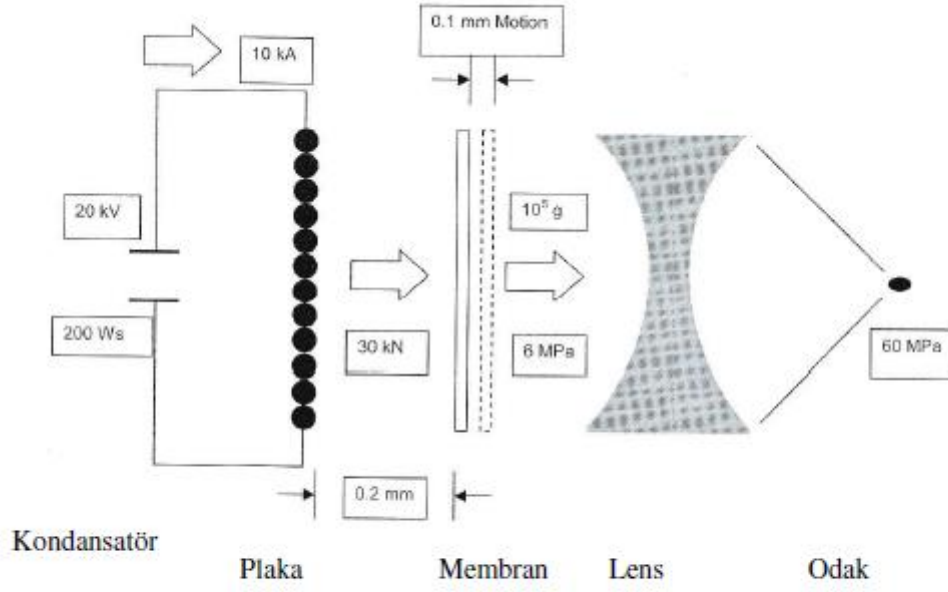 0.1 mm Motion
10 kA
20 kV
10⁵ g
200 Ws
30 kN
6 MPa
60 MPa
0.2 mm
Kondansatör
Plaka
Membran
Lens
Odak